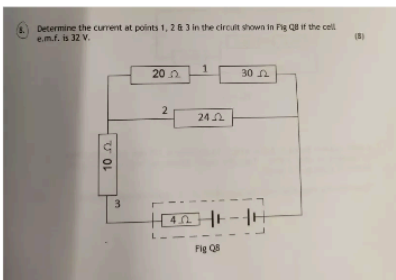 8. Determine the current at points 1, 2 & 3 in the circuit shown in Fig Q8 if the cell
e.m.f. is 32 V. (8)
20 Ω 1 30 Ω
2 24 Ω
10 Ω
3
4 Ω
Fig Q8